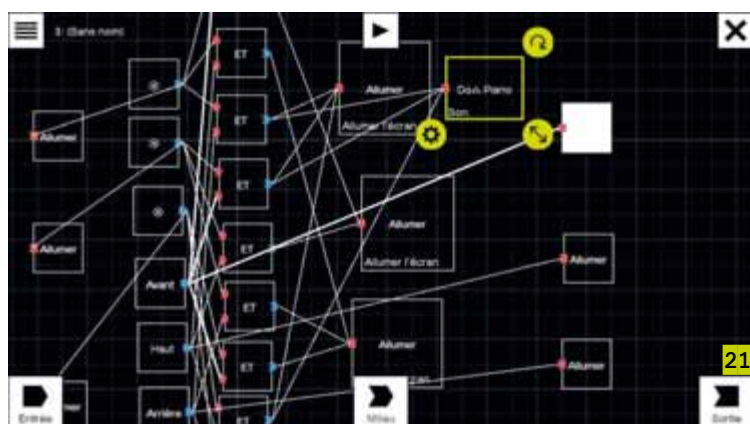 3: (Sans nom)
ET
Allumer
Allumer l'écran
Do♮ Piano
Son
Allumer
ET
ET
Allumer
Allumer
Allumer l'écran
ET
Avant
Allumer
ET
Haut
Allumer
ET
Allumer
21
Arrière
ET
Entrée
Milieu
Sortie